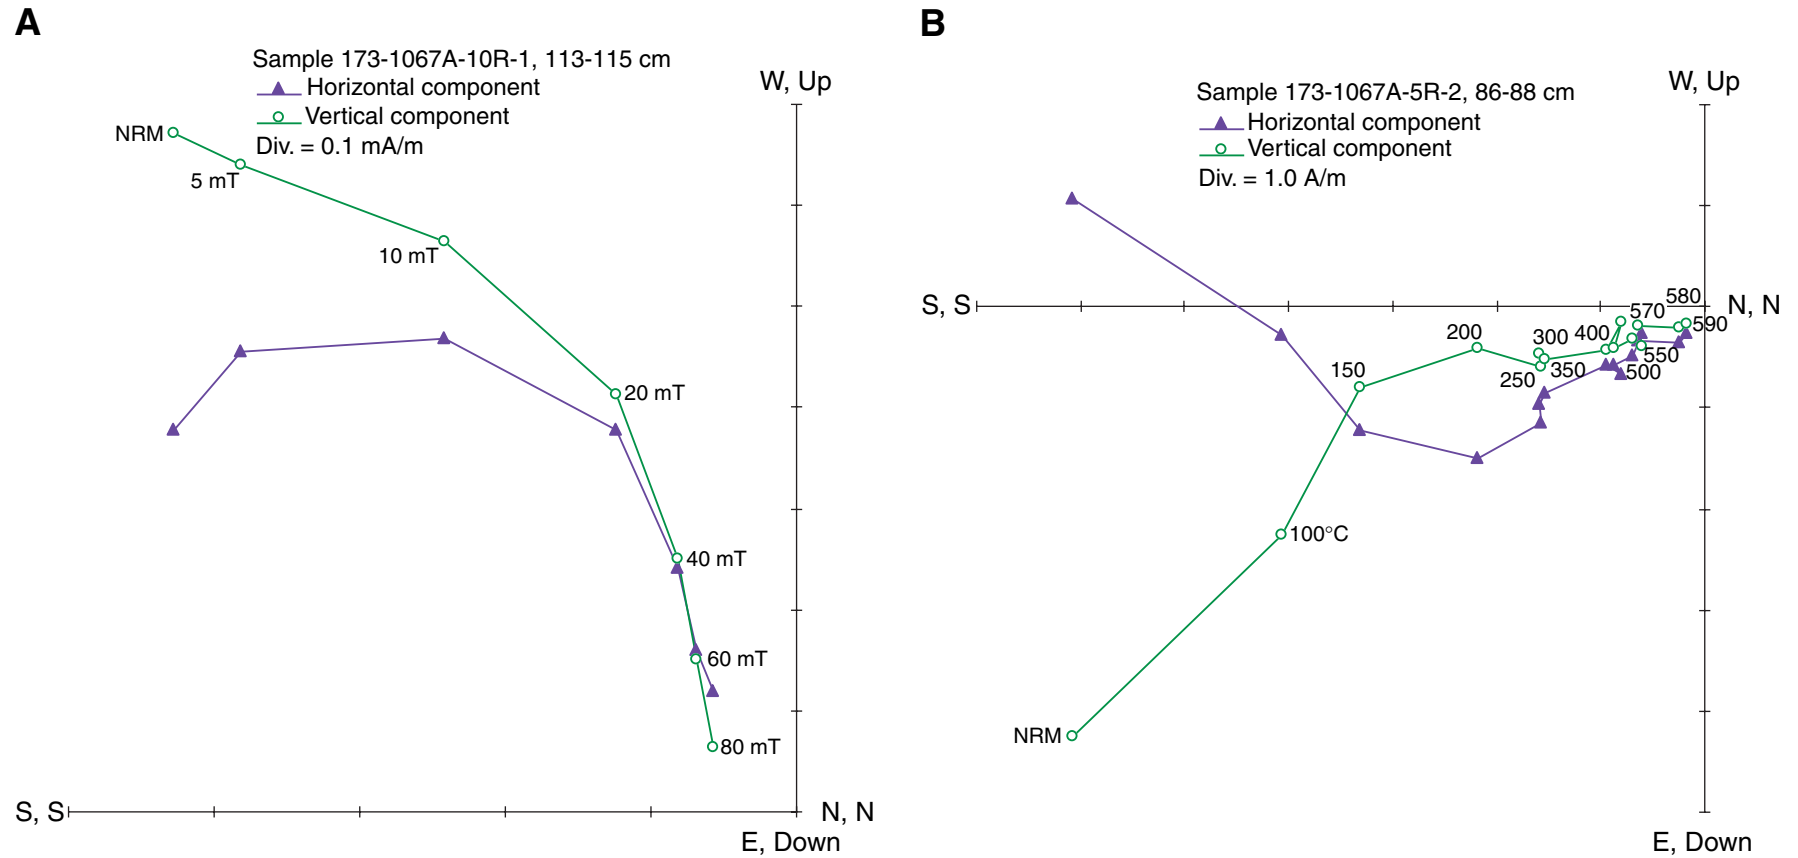 A
Sample 173-1067A-10R-1, 113-115 cm
Horizontal component
Vertical component
Div. = 0.1 mA/m
W, Up
NRM
5 mT
10 mT
20 mT
40 mT
60 mT
80 mT
S, S
N, N
E, Down
B
W, Up
Sample 173-1067A-5R-2, 86-88 cm
Horizontal component
Vertical component
Div. = 1.0 A/m
S, S
N, N
580
570
590
200
300
400
550
150
250
350
500
100°C
NRM
E, Down